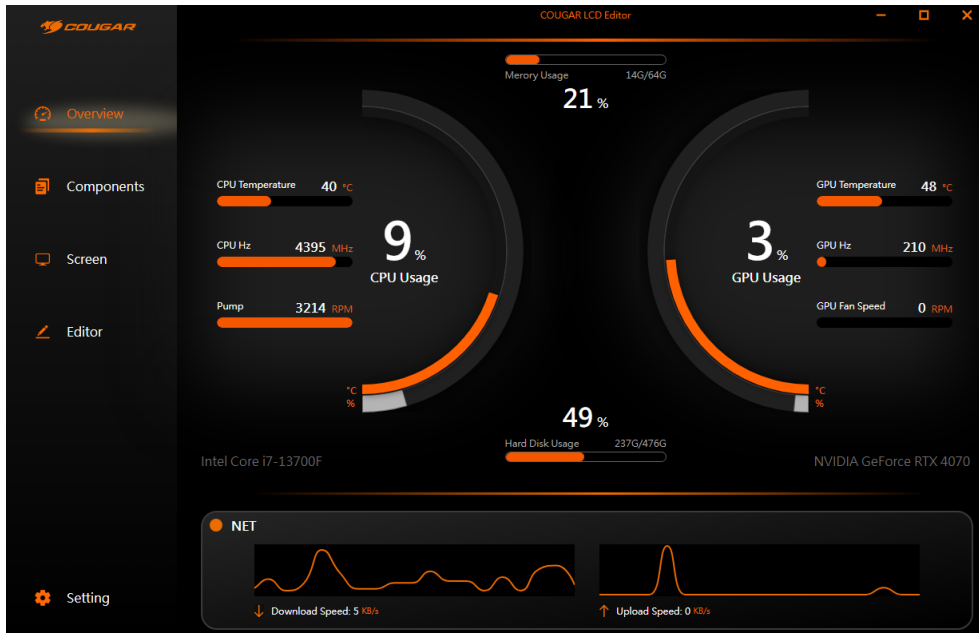 COUGAR
COUGAR LCD Editor
Overview
Components
Screen
Editor
Setting
Merory Usage 14G/64G
21 %
CPU Temperature 40 °C
CPU Hz 4395 MHz
Pump 3214 RPM
9 %
CPU Usage
°C
%
GPU Temperature 48 °C
GPU Hz 210 MHz
GPU Fan Speed 0 RPM
3 %
GPU Usage
°C
%
49 %
Hard Disk Usage 237G/476G
Intel Core i7-13700F
NVIDIA GeForce RTX 4070
NET
↓ Download Speed: 5 KB/s
↑ Upload Speed: 0 KB/s